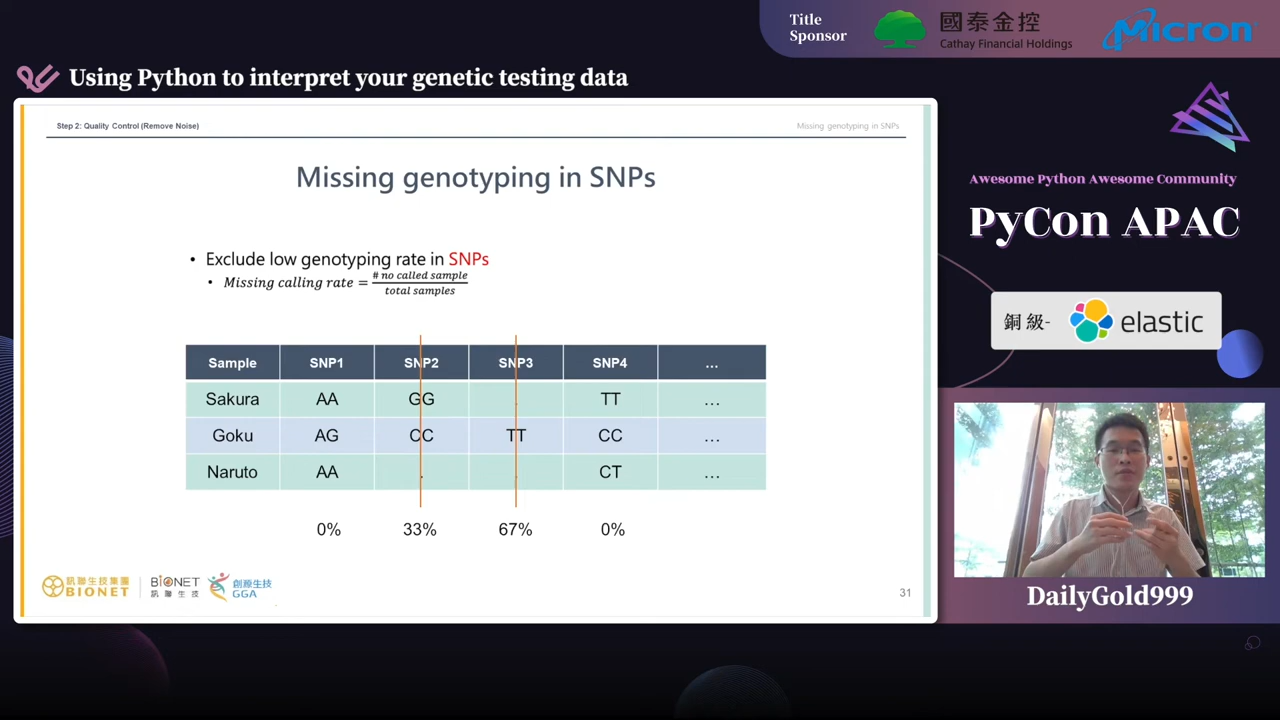 Title
Sponsor
國泰金控
Cathay Financial Holdings
Micron
Using Python to interpret your genetic testing data
Step 2: Quality Control (Remove Noise)
Missing genotyping in SNPs
Missing genotyping in SNPs
• Exclude low genotyping rate in SNPs
• Missing calling rate = # no called sample / total samples
Sample SNP1 SNP2 SNP3 SNP4 ...
Sakura AA GG . TT ...
Goku AG CC TT CC ...
Naruto AA . . CT ...
0% 33% 67% 0%
訊聯生技集團
BIONET
BIONET
訊聯生技
創源生技
GGA
31
Awesome Python Awesome Community
PyCon APAC
銅級-
elastic
DailyGold999